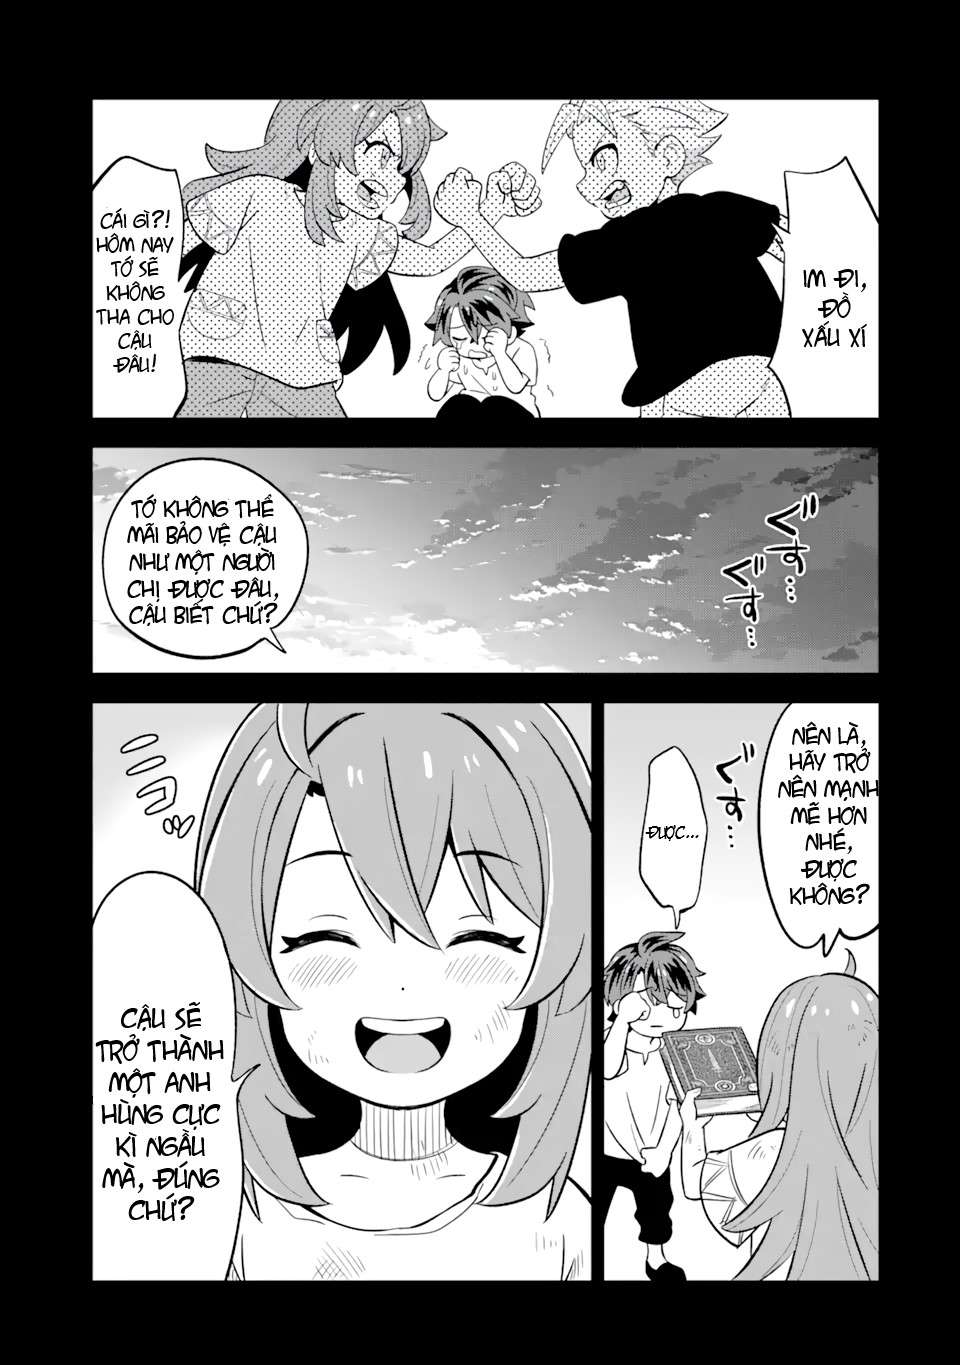 IM ĐI,
ĐỒ
XẤU XÍ
CÁI GÌ?!
HÔM NAY
TỚ SẼ
KHÔNG
THA CHO
CẬU
ĐÂU!
ぐす…
ぐす…
TỚ KHÔNG THỂ
MÃI BẢO VỆ CẬU
NHƯ MỘT NGƯỜI
CHỊ ĐƯỢC ĐÂU,
CẬU BIẾT CHỨ?
NÊN LÀ,
HÃY TRỞ
NÊN MẠNH
MẼ HƠN
NHÉ,
ĐƯỢC
KHÔNG?
ぐす…
ĐƯỢC...
ニコッ
CẬU SẼ
TRỞ THÀNH
MỘT ANH
HÙNG CỰC
KÌ NGẦU
MÀ, ĐÚNG
CHỨ?